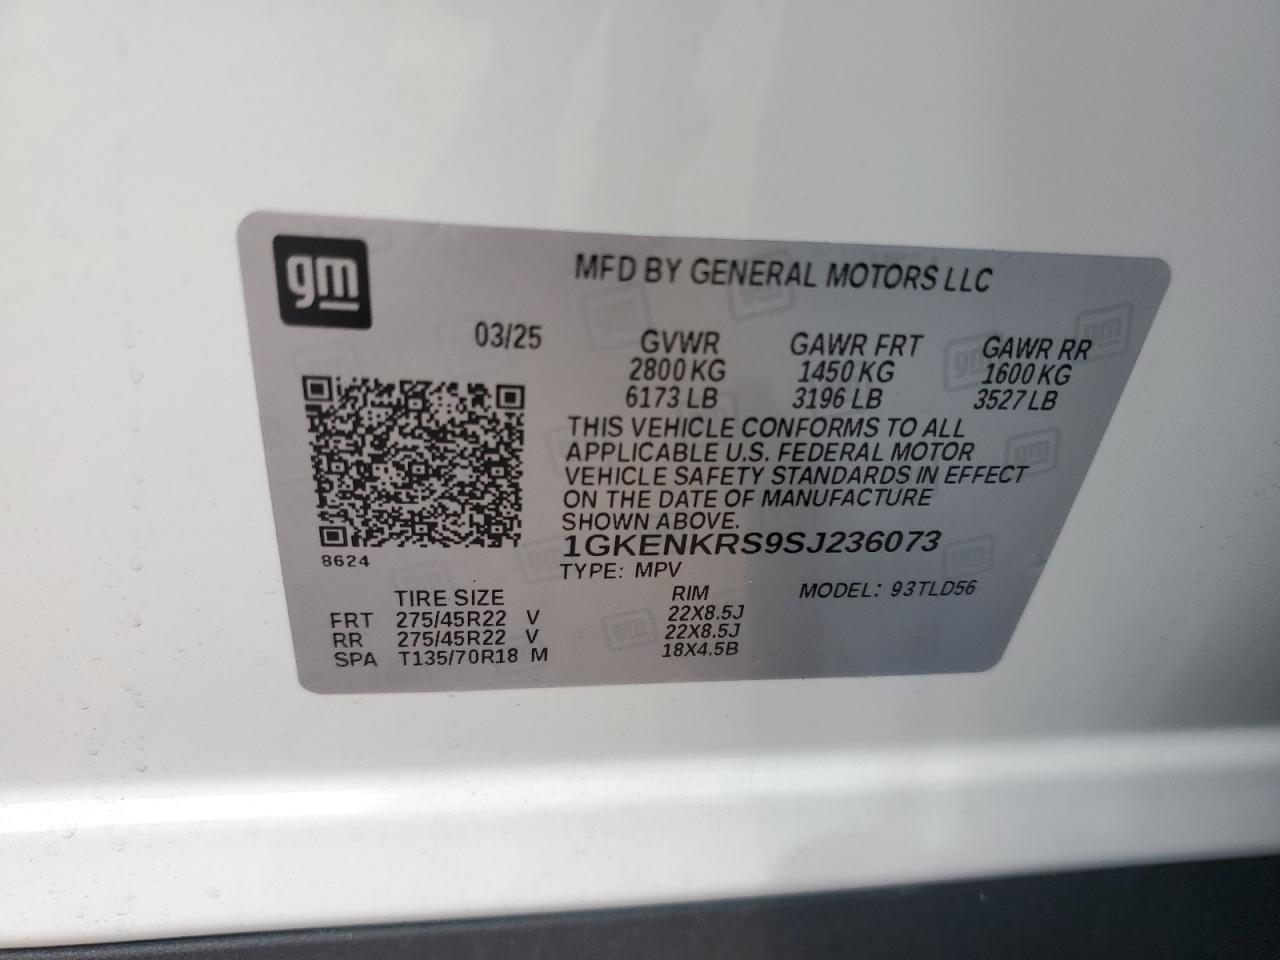 gm
MFD BY GENERAL MOTORS LLC
03/25
GVWR GAWR FRT GAWR RR
2800 KG 1450 KG 1600 KG
6173 LB 3196 LB 3527 LB
THIS VEHICLE CONFORMS TO ALL
APPLICABLE U.S. FEDERAL MOTOR
VEHICLE SAFETY STANDARDS IN EFFECT
ON THE DATE OF MANUFACTURE
SHOWN ABOVE.
1GKENKRS9SJ236073
8624
TYPE: MPV MODEL: 93TLD56
TIRE SIZE RIM
FRT 275/45R22 V 22X8.5J
RR 275/45R22 V 22X8.5J
SPA T135/70R18 M 18X4.5B